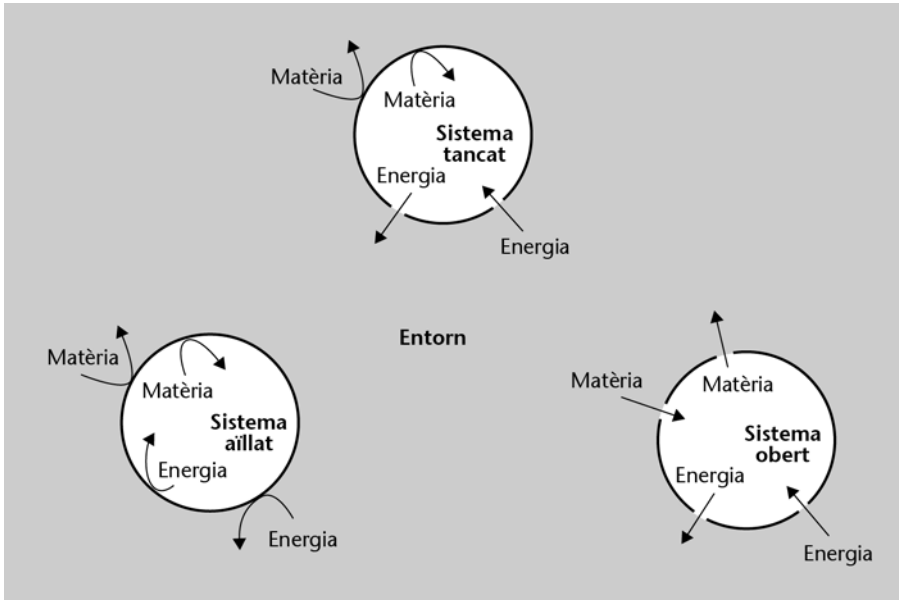 Matèria
Matèria
Sistema
tancat
Energia
Energia
Entorn
Matèria
Matèria
Sistema
aïllat
Energia
Energia
Matèria
Matèria
Sistema
obert
Energia
Energia